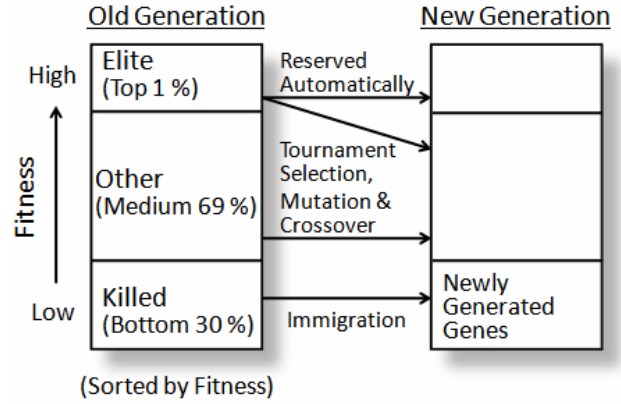 Old Generation
New Generation
High
Fitness
Low
Elite
(Top 1 %)
Other
(Medium 69 %)
Killed
(Bottom 30 %)
(Sorted by Fitness)
Reserved
Automatically
Tournament
Selection,
Mutation &
Crossover
Immigration
Newly
Generated
Genes